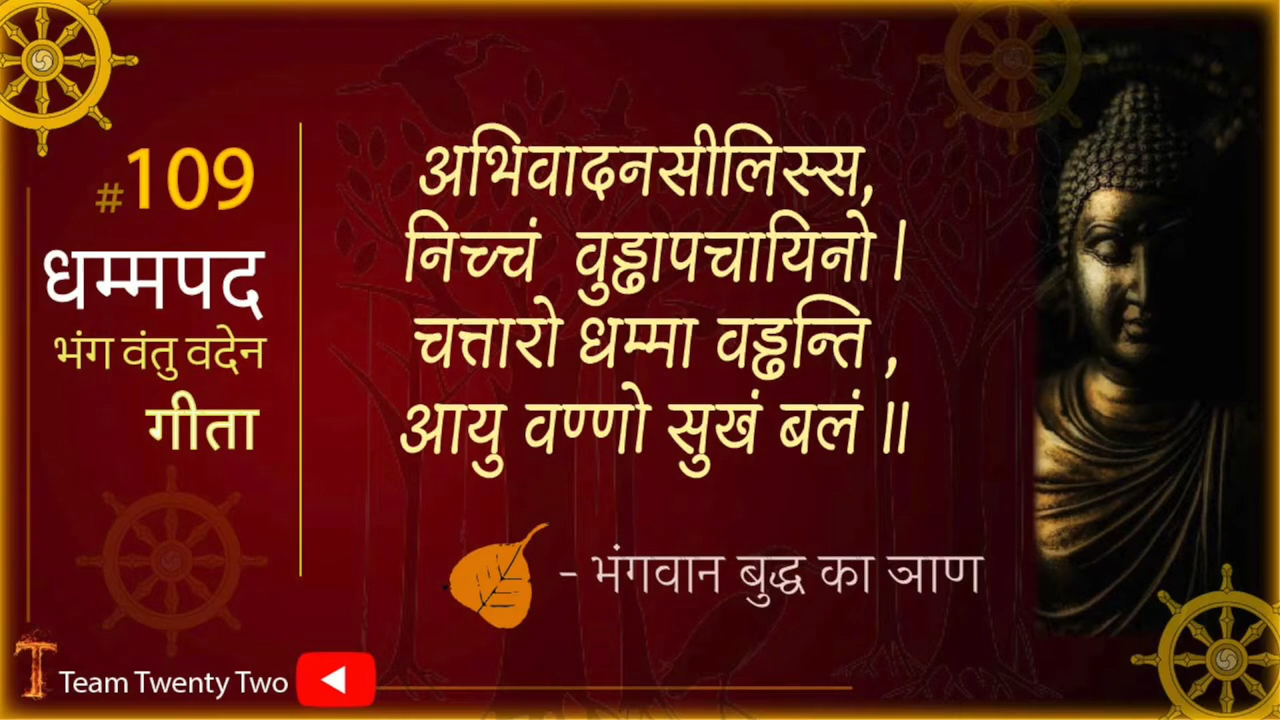 #109
धम्मपद
भंग वंतु वदेन
गीता
अभिवादनसीलिस्स,
निच्चं वुड्ढापचायिनो |
चत्तारो धम्मा वड्ढन्ति ,
आयु वण्णो सुखं बलं ||
- भंगवान बुद्ध का ञाण
T Team Twenty Two